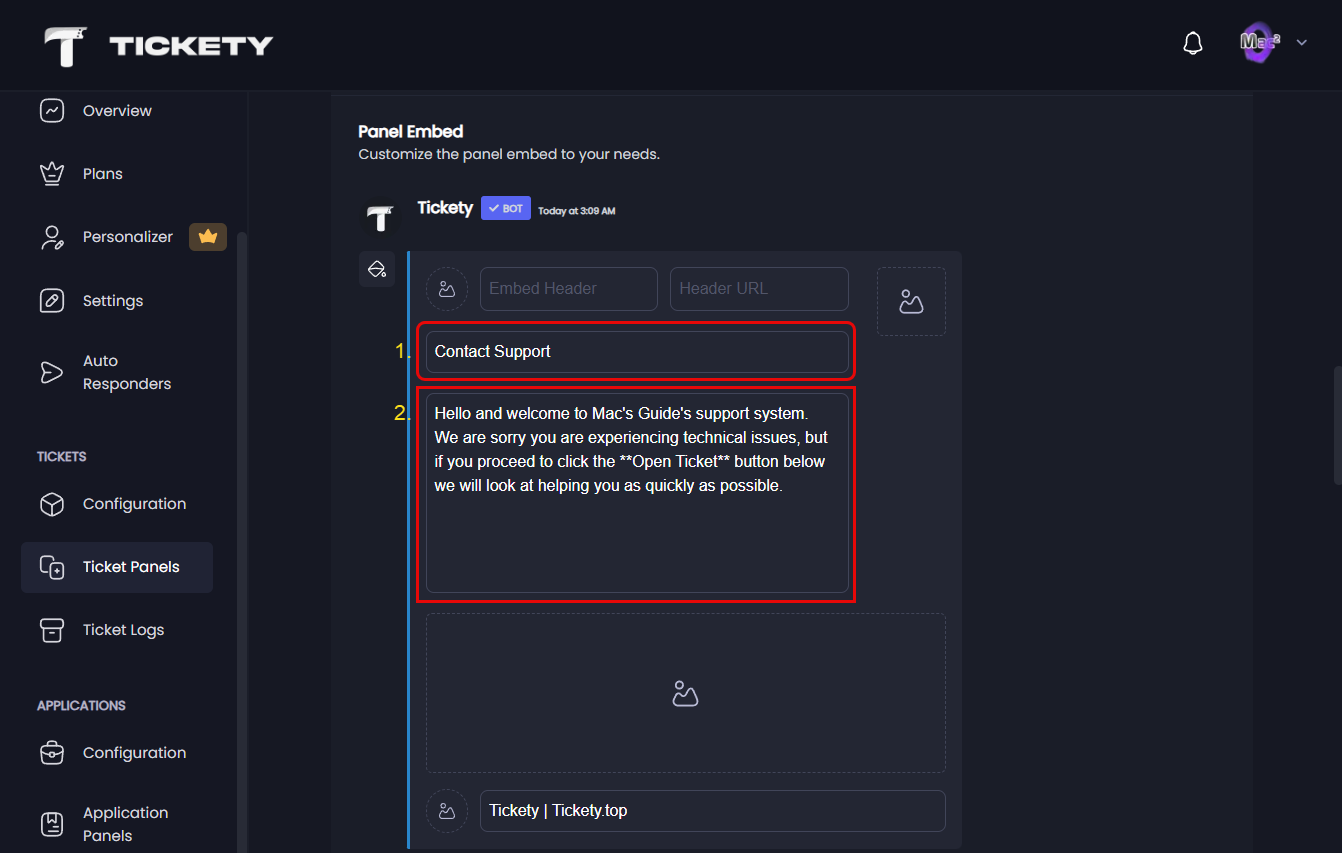 TICKETY
Mac²
Overview
Plans
Personalizer
Settings
Auto
Responders
TICKETS
Configuration
Ticket Panels
Ticket Logs
APPLICATIONS
Configuration
Application
Panels
Panel Embed
Customize the panel embed to your needs.
Tickety BOT Today at 3:09 AM
Embed Header Header URL
1. Contact Support
2. Hello and welcome to Mac's Guide's support system.
We are sorry you are experiencing technical issues, but
if you proceed to click the **Open Ticket** button below
we will look at helping you as quickly as possible.
Tickety | Tickety.top